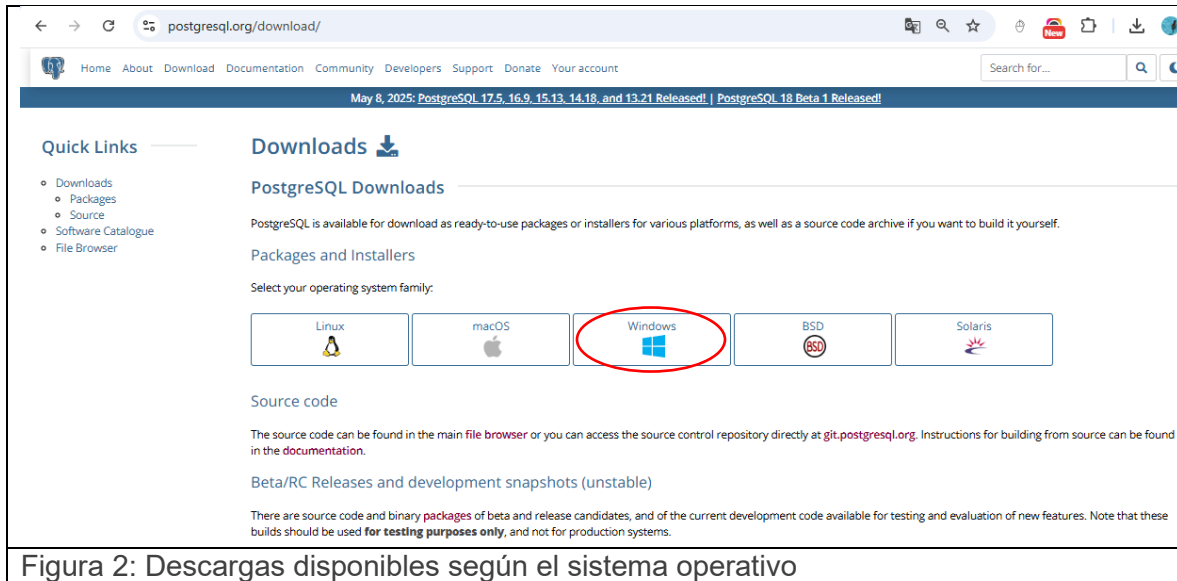 postgresql.org/download/
New
Home About Download Documentation Community Developers Support Donate Your account
Search for...
May 8, 2025: PostgreSQL 17.5, 16.9, 15.13, 14.18, and 13.21 Released! | PostgreSQL 18 Beta 1 Released!
Quick Links
Downloads
Packages
Source
Software Catalogue
File Browser
Downloads
PostgreSQL Downloads
PostgreSQL is available for download as ready-to-use packages or installers for various platforms, as well as a source code archive if you want to build it yourself.
Packages and Installers
Select your operating system family:
Linux
macOS
Windows
BSD
BSD
Solaris
Source code
The source code can be found in the main file browser or you can access the source control repository directly at git.postgresql.org. Instructions for building from source can be found
in the documentation.
Beta/RC Releases and development snapshots (unstable)
There are source code and binary packages of beta and release candidates, and of the current development code available for testing and evaluation of new features. Note that these
builds should be used for testing purposes only, and not for production systems.
Figura 2: Descargas disponibles según el sistema operativo